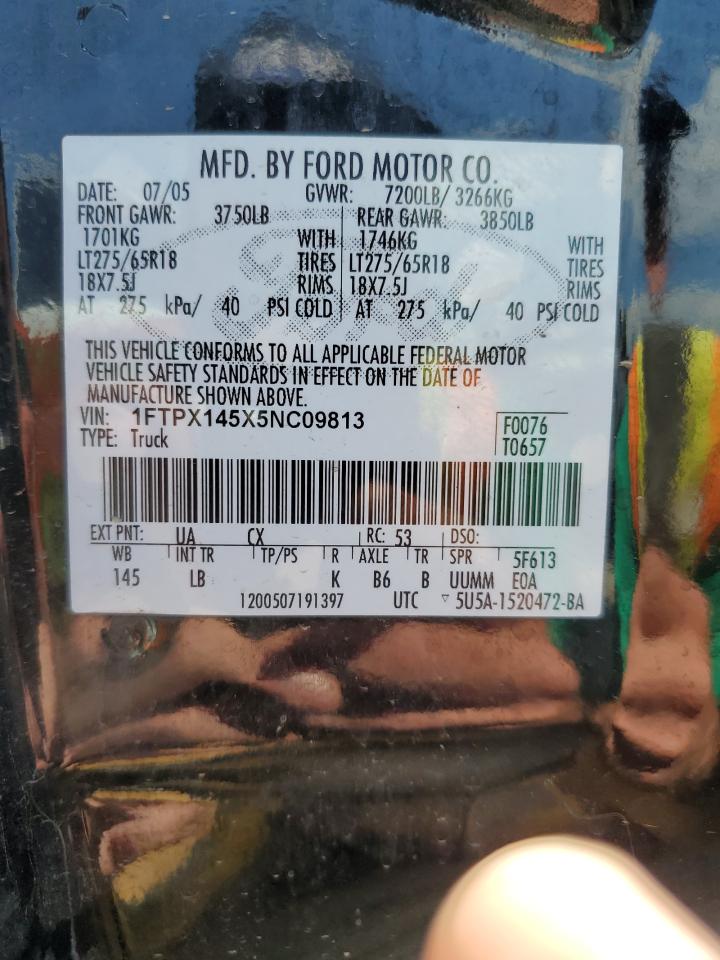 MFD. BY FORD MOTOR CO.
DATE: 07/05 GVWR: 7200LB/ 3266KG
FRONT GAWR: 3750LB REAR GAWR: 3850LB
1701KG WITH 1746KG WITH
LT275/65R18 TIRES LT275/65R18 TIRES
18X7.5J RIMS 18X7.5J RIMS
AT 275 kPa/ 40 PSI COLD AT 275 kPa/ 40 PSI COLD
THIS VEHICLE CONFORMS TO ALL APPLICABLE FEDERAL MOTOR
VEHICLE SAFETY STANDARDS IN EFFECT ON THE DATE OF
MANUFACTURE SHOWN ABOVE.
VIN: 1FTPX145X5NC09813 F0076
TYPE: Truck T0657
EXT PNT: UA CX RC: 53 DSO:
WB INT TR TP/PS R AXLE TR SPR 5F613
145 LB K B6 B UUMM E0A
1200507191397 UTC ▽ 5U5A-1520472-BA